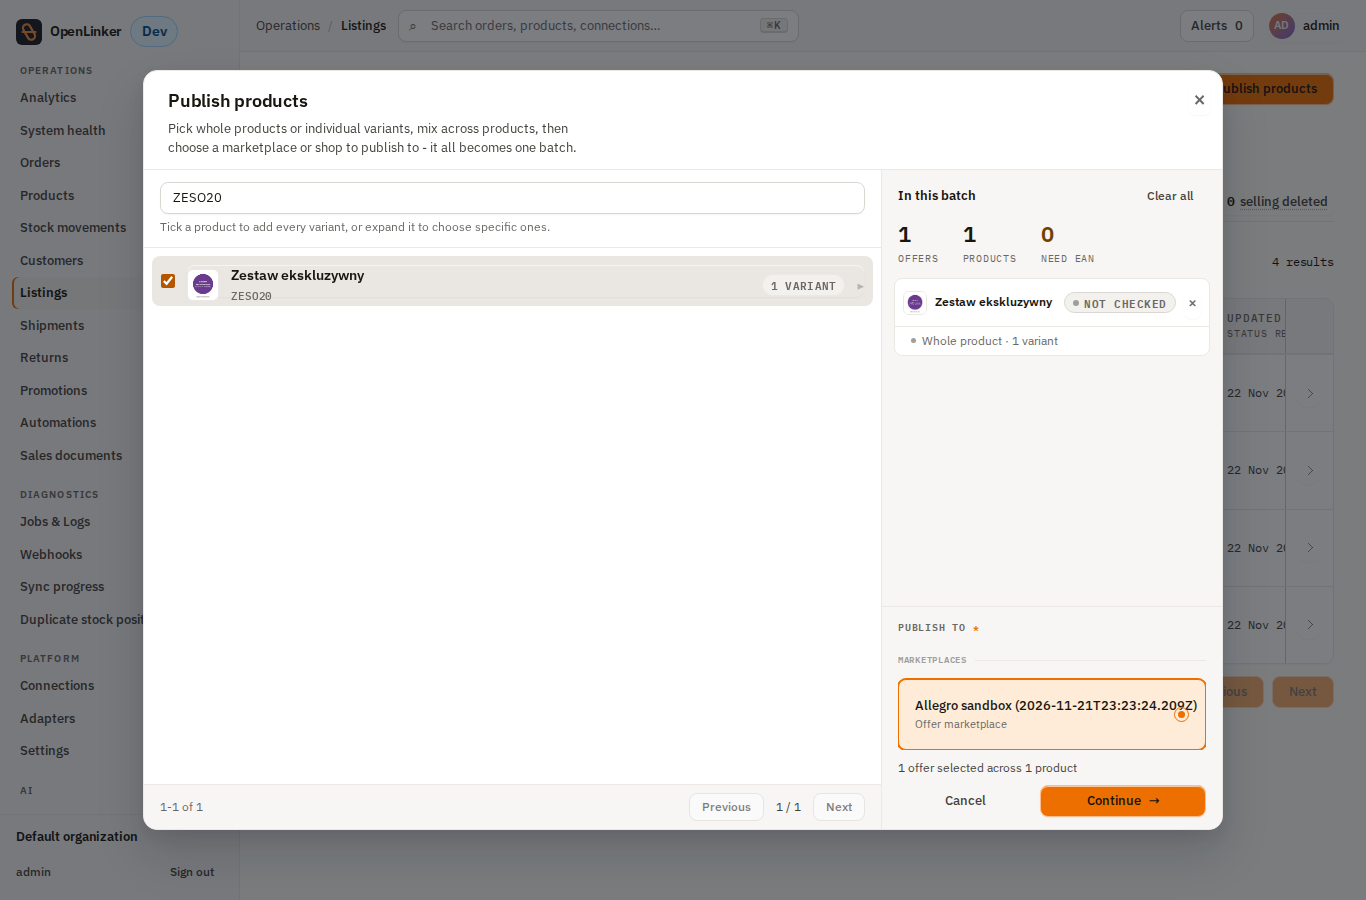 OpenLinker
Dev
OPERATIONS
Analytics
System health
Orders
Products
Stock movements
Customers
Listings
Shipments
Returns
Promotions
Automations
Sales documents
DIAGNOSTICS
Jobs & Logs
Webhooks
Sync progress
Duplicate stock posit
PLATFORM
Connections
Adapters
Settings
AI
Default organization
admin
Sign out
Operations / Listings
Search orders, products, connections...
⌘K
Alerts 0
AD
admin
ublish products
0 selling deleted
4 results
UPDATED
STATUS RE
22 Nov 20
22 Nov 20
22 Nov 20
22 Nov 20
ious
Next
Publish products
×
Pick whole products or individual variants, mix across products, then
choose a marketplace or shop to publish to - it all becomes one batch.
ZESO20
Tick a product to add every variant, or expand it to choose specific ones.
Zestaw ekskluzywny
ZESO20
1 VARIANT
1-1 of 1
Previous
1 / 1
Next
In this batch
Clear all
1
OFFERS
1
PRODUCTS
0
NEED EAN
Zestaw ekskluzywny
NOT CHECKED
×
Whole product · 1 variant
PUBLISH TO ★
MARKETPLACES
Allegro sandbox (2026-11-21T23:23:24.209Z)
Offer marketplace
1 offer selected across 1 product
Cancel
Continue →